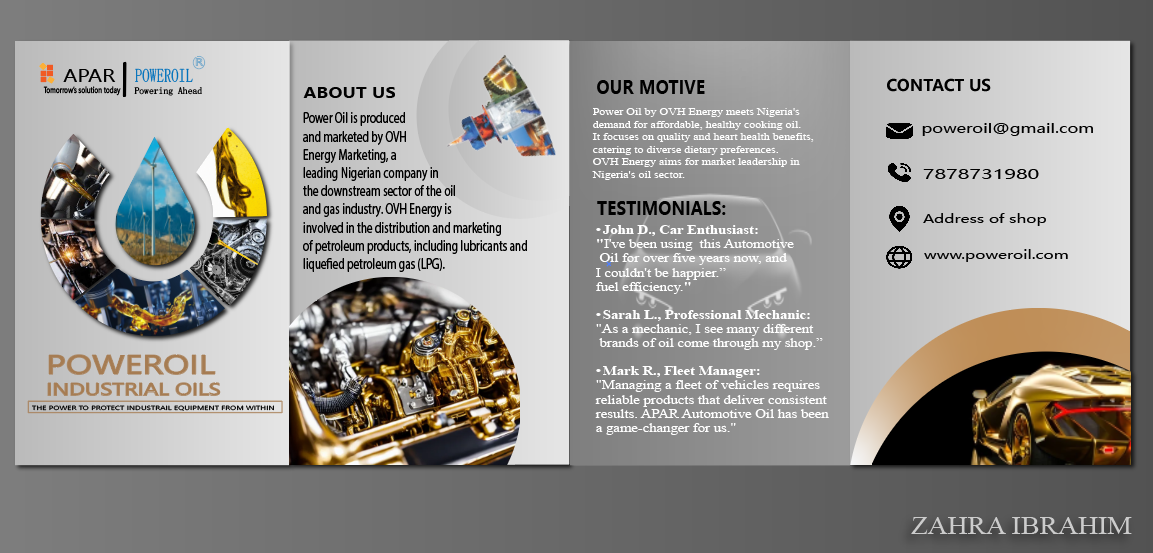 APAR
Tomorrow's solution today
POWEROIL®
Powering Ahead
POWEROIL
INDUSTRIAL OILS
THE POWER TO PROTECT INDUSTRAIL EQUIPMENT FROM WITHIN
ABOUT US
Power Oil is produced
and marketed by OVH
Energy Marketing, a
leading Nigerian company in
the downstream sector of the oil
and gas industry. OVH Energy is
involved in the distribution and marketing
of petroleum products, including lubricants and
liquefied petroleum gas (LPG).
OUR MOTIVE
Power Oil by OVH Energy meets Nigeria's
demand for affordable, healthy cooking oil.
It focuses on quality and heart health benefits,
catering to diverse dietary preferences.
OVH Energy aims for market leadership in
Nigeria's oil sector.
TESTIMONIALS:
•John D., Car Enthusiast:
"I've been using this Automotive
Oil for over five years now, and
I couldn't be happier.”
fuel efficiency."
•Sarah L., Professional Mechanic:
"As a mechanic, I see many different
brands of oil come through my shop.”
•Mark R., Fleet Manager:
"Managing a fleet of vehicles requires
reliable products that deliver consistent
results. APAR Automotive Oil has been
a game-changer for us."
CONTACT US
poweroil@gmail.com
7878731980
Address of shop
www.poweroil.com
ZAHRA IBRAHIM